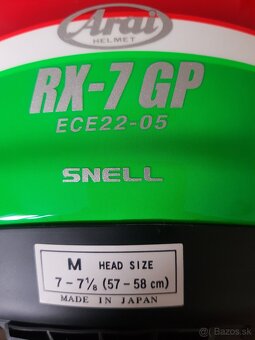 Arai
HELMET
RX-7 GP
ECE22-05
SNELL
M HEAD SIZE
7 - 7⅛ (57 - 58 cm)
MADE IN JAPAN
Bazos.sk